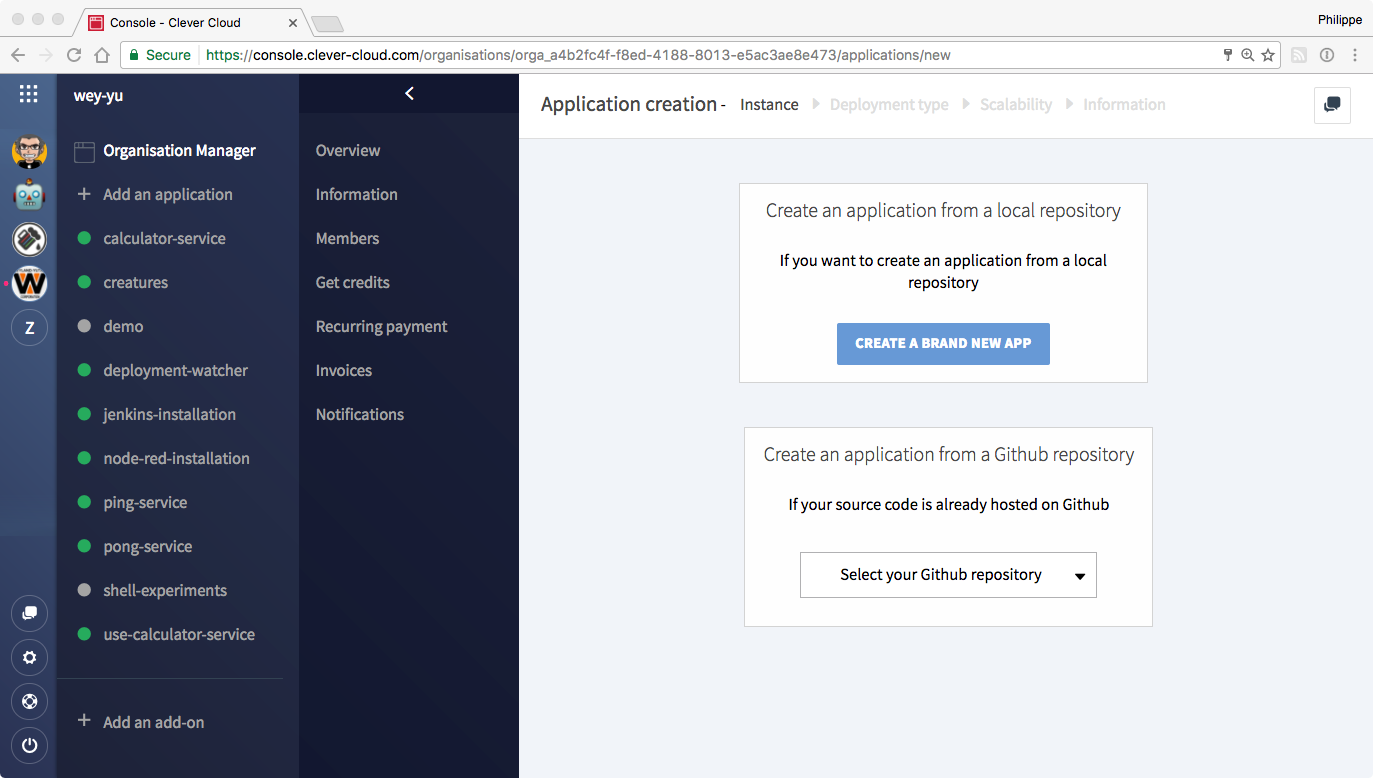 Console - Clever Cloud
Philippe
Secure
https://console.clever-cloud.com/organisations/orga_a4b2fc4f-f8ed-4188-8013-e5ac3ae8e473/applications/new
wey-yu
Organisation Manager
Add an application
calculator-service
creatures
demo
deployment-watcher
jenkins-installation
node-red-installation
ping-service
pong-service
shell-experiments
use-calculator-service
Add an add-on
W
Z
Overview
Information
Members
Get credits
Recurring payment
Invoices
Notifications
Application creation - Instance Deployment type Scalability Information
Create an application from a local repository
If you want to create an application from a local
repository
CREATE A BRAND NEW APP
Create an application from a Github repository
If your source code is already hosted on Github
Select your Github repository